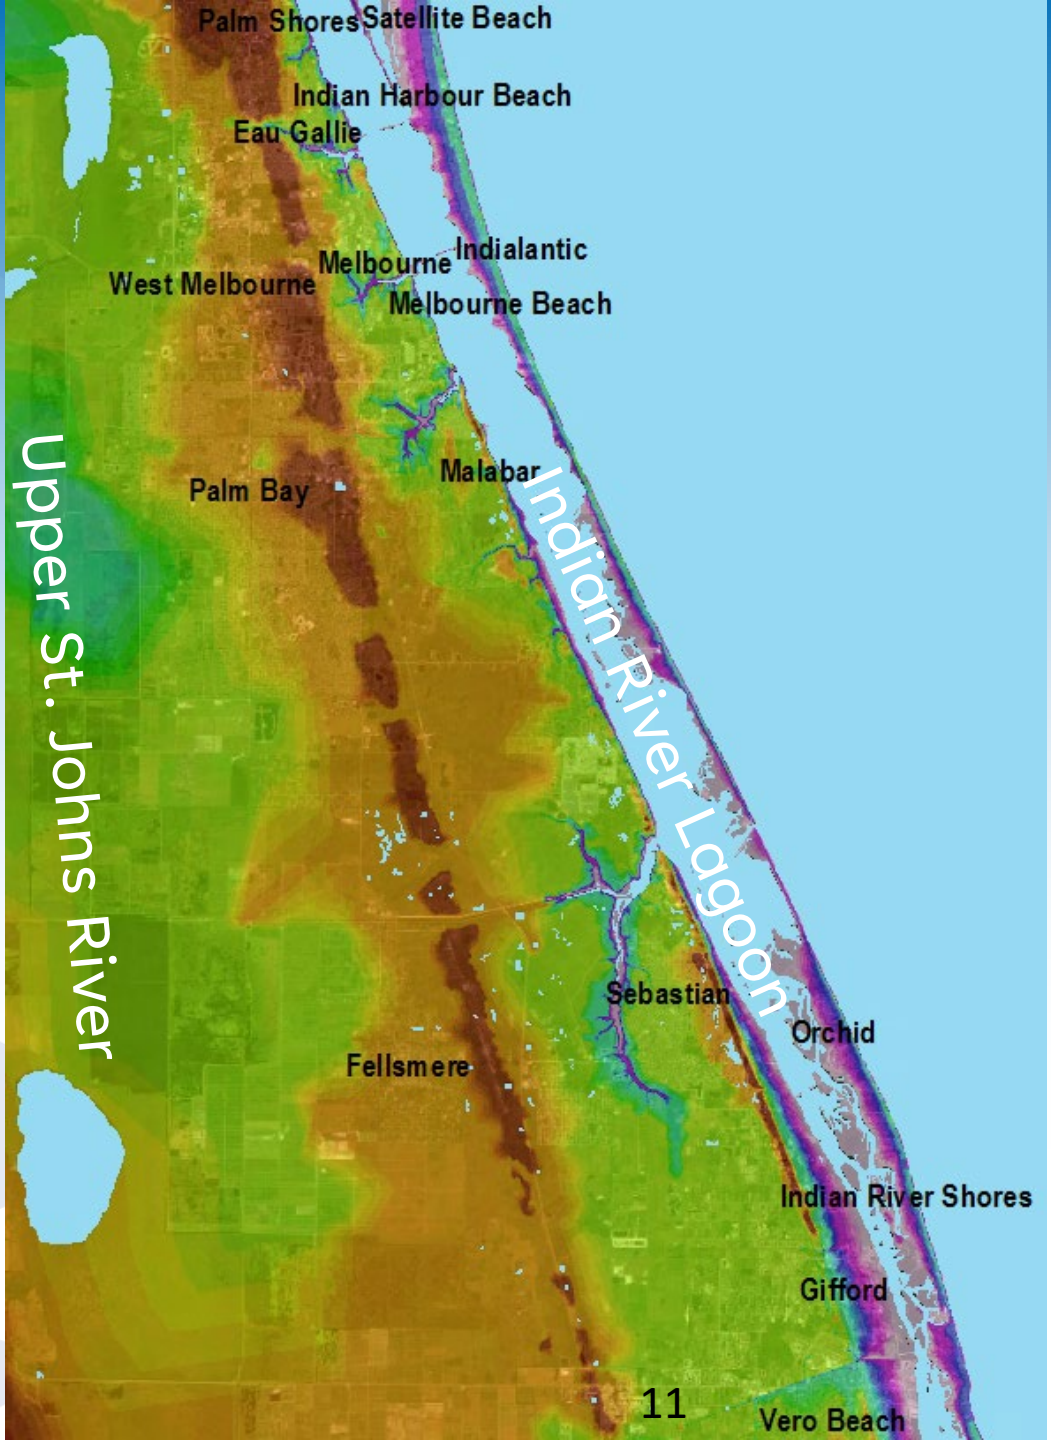 Palm Shores
Satellite Beach
Indian Harbour Beach
Eau Gallie
Indialantic
Melbourne
West Melbourne
Melbourne Beach
Malabar
Palm Bay
Upper St. Johns River
Indian River Lagoon
Sebastian
Orchid
Fellsmere
Indian River Shores
Gifford
11
Vero Beach